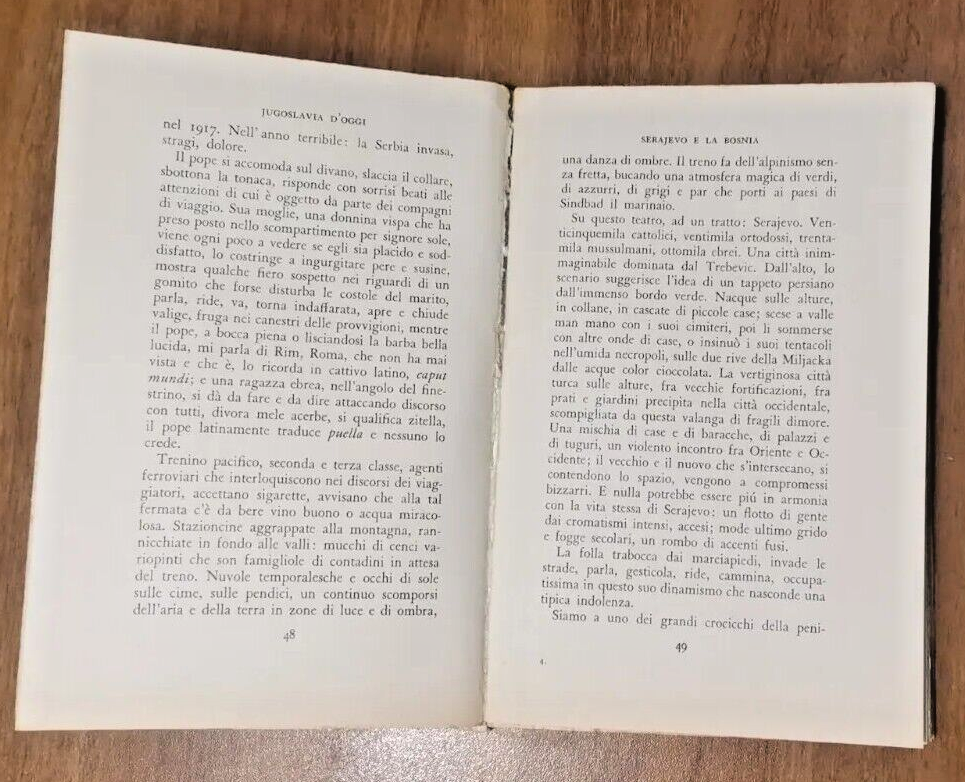 JUGOSLAVIA D'OGGI
nel 1917. Nell'anno terribile: la Serbia invasa,
stragi, dolore.
Il pope si accomoda sul divano, slaccia il collare,
sbottona la tonaca, risponde con sorrisi beati alle
attenzioni di cui è oggetto da parte dei compagni
di viaggio. Sua moglie, una donnina vispa che ha
preso posto nello scompartimento per signore sole,
viene ogni poco a vedere se egli sia placido e sod-
disfatto, lo costringe a ingurgitare pere e susine,
mostra qualche fiero sospetto nei riguardi di un
gomito che forse disturba le costole del marito,
parla, ride, va, torna indaffarata, apre e chiude
valige, fruga nei canestri delle provvigioni, mentre
il pope, a bocca piena o lisciandosi la barba bella
lucida, mi parla di Rim, Roma, che non ha mai
vista e che è, lo ricorda in cattivo latino, caput
mundi; e una ragazza ebrea, nell'angolo del fine-
strino, si dà da fare e da dire attaccando discorso
con tutti, divora mele acerbe, si qualifica zitella,
il pope latinamente traduce puella e nessuno lo
crede.
Trenino pacifico, seconda e terza classe, agenti
ferroviari che interloquiscono nei discorsi dei viag-
giatori, accettano sigarette, avvisano che alla tal
fermata c'è da bere vino buono o acqua miraco-
losa. Stazioncine aggrappate alla montagna, ran-
nicchiate in fondo alle valli: mucchi di cenci va-
riopinti che son famigliole di contadini in attesa
del treno. Nuvole temporalesche e occhi di sole
sulle cime, sulle pendici, un continuo scomporsi
dell'aria e della terra in zone di luce e di ombra,
48
SERAJEVO E LA BOSNIA
una danza di ombre. Il treno fa dell'alpinismo sen-
za fretta, bucando una atmosfera magica di verdi,
di azzurri, di grigi e par che porti ai paesi di
Sindbad il marinaio.
Su questo teatro, ad un tratto: Serajevo. Ven-
ticinquemila cattolici, ventimila ortodossi, trenta-
mila mussulmani, ottomila ebrei. Una città inim-
maginabile dominata dal Trebevic. Dall'alto, lo
scenario suggerisce l'idea di un tappeto persiano
dall'immenso bordo verde. Nacque sulle alture,
in collane, in cascate di piccole case; scese a valle
man mano con i suoi cimiteri, poi li sommerse
con altre onde di case, o insinuò i suoi tentacoli
nell'umida necropoli, sulle due rive della Miljacka
dalle acque color cioccolata. La vertiginosa città
turca sulle alture, fra vecchie fortificazioni, fra
prati e giardini precipita nella città occidentale,
scompigliata da questa valanga di fragili dimore.
Una mischia di case e di baracche, di palazzi e
di tuguri, un violento incontro fra Oriente e Oc-
cidente; il vecchio e il nuovo che s'intersecano, si
contendono lo spazio, vengono a compromessi
bizzarri. E nulla potrebbe essere piú in armonia
con la vita stessa di Serajevo: un flotto di gente
dai cromatismi intensi, accesi; mode ultimo grido
e fogge secolari, un rombo di accenti fusi.
La folla trabocca dai marciapiedi, invade le
strade, parla, gesticola, ride, cammina, occupa-
tissima in questo suo dinamismo che nasconde una
tipica indolenza.
Siamo a uno dei grandi crocicchi della peni-
49
4.